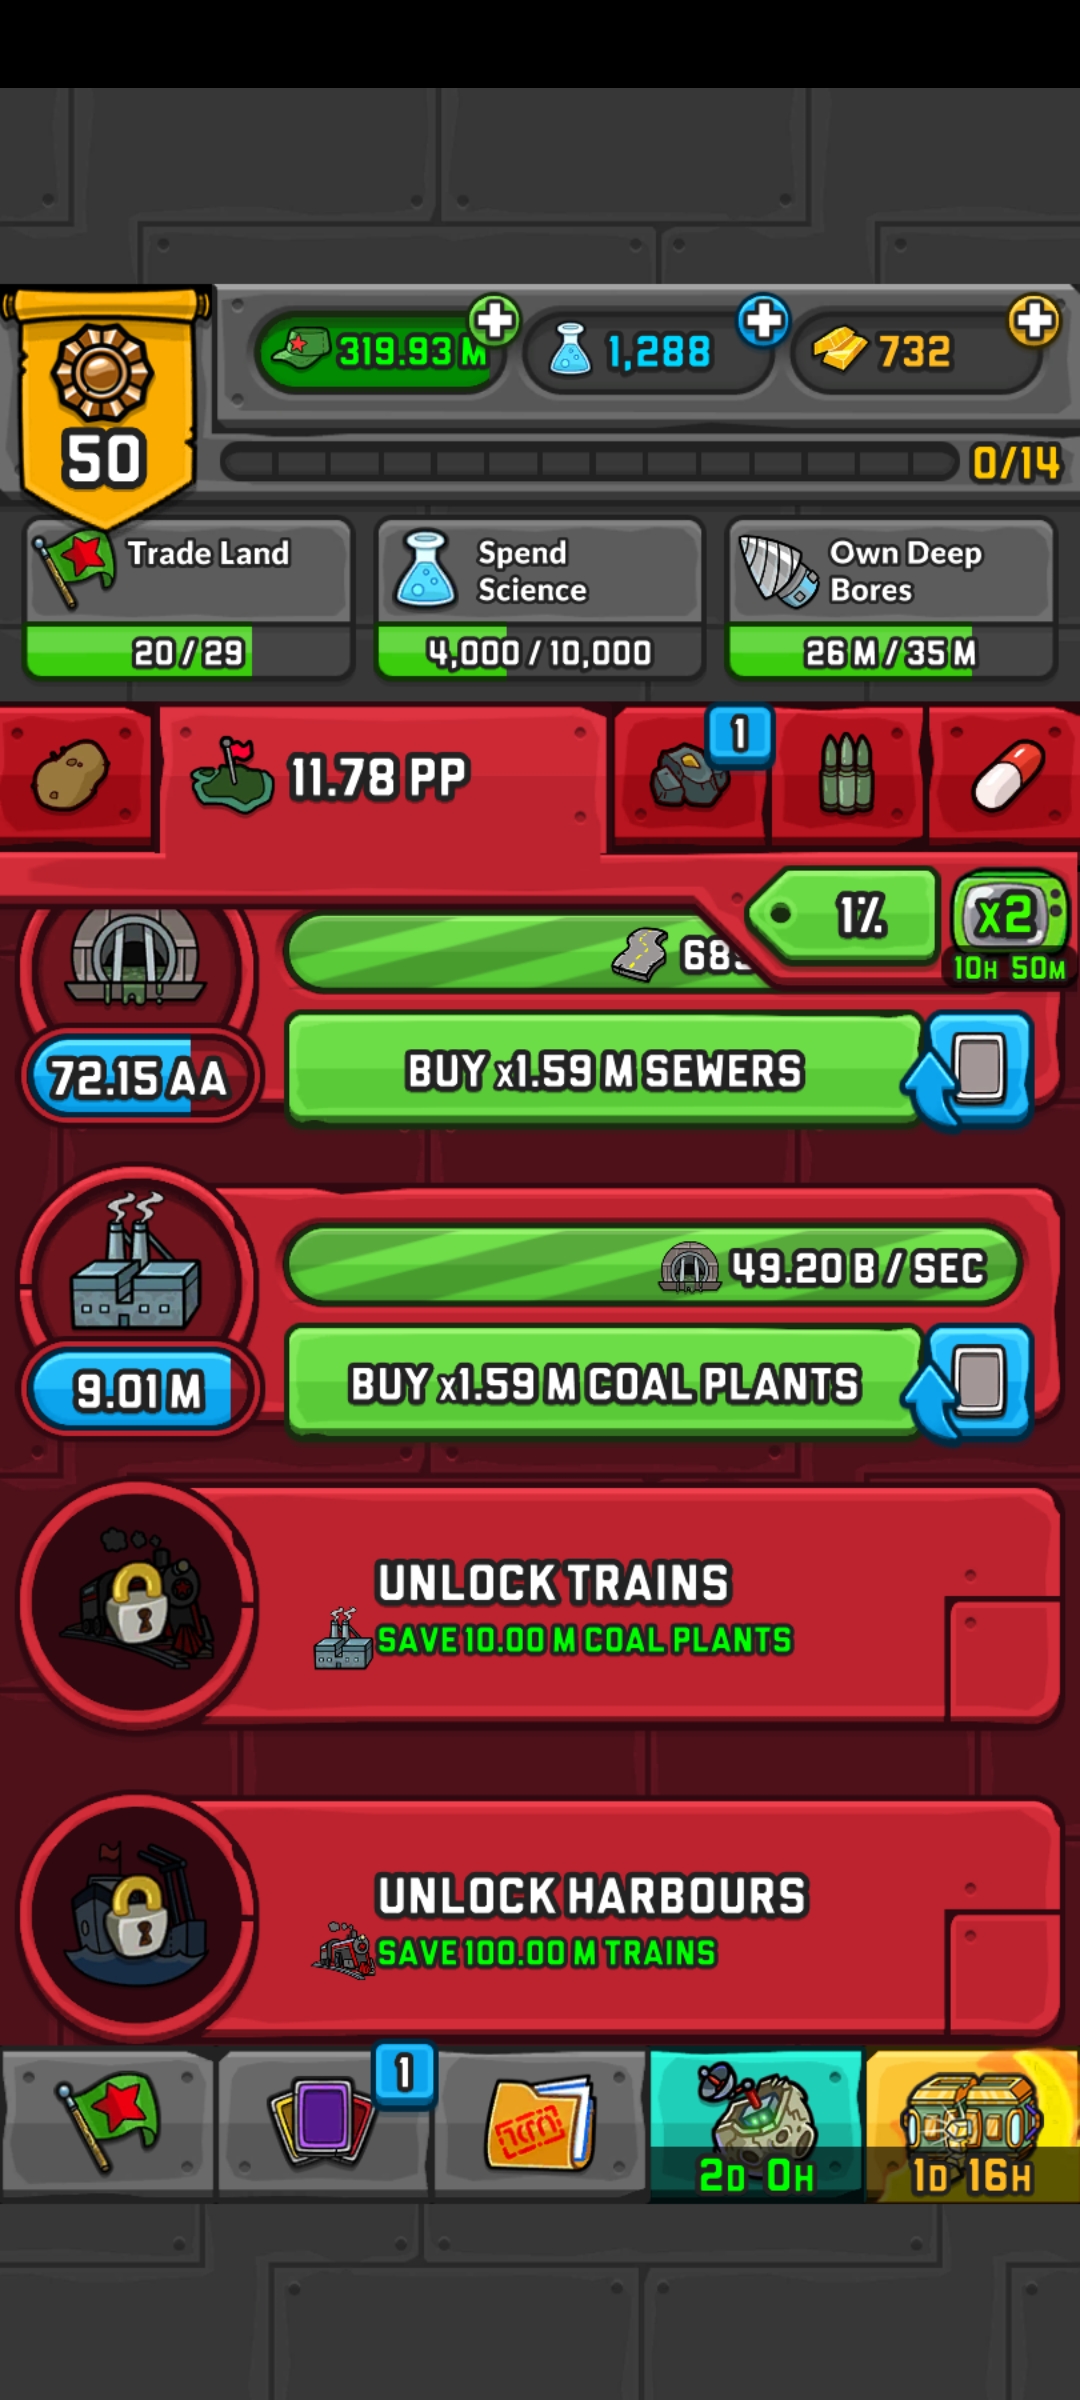 319.93 M
1,288
732
50
0/14
Trade Land
20 / 29
Spend
Science
4,000 / 10,000
Own Deep
Bores
26 M / 35 M
11.78 PP
1
1%
x2
10H 50M
72.15 AA
BUY x1.59 M SEWERS
49.20 B / SEC
9.01 M
BUY x1.59 M COAL PLANTS
UNLOCK TRAINS
SAVE 10.00 M COAL PLANTS
UNLOCK HARBOURS
SAVE 100.00 M TRAINS
1
2D 0H
1D 16H